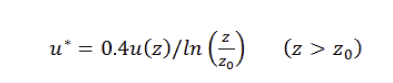 u* = 0.4u(z)/ln (z/z₀) (z > z₀)